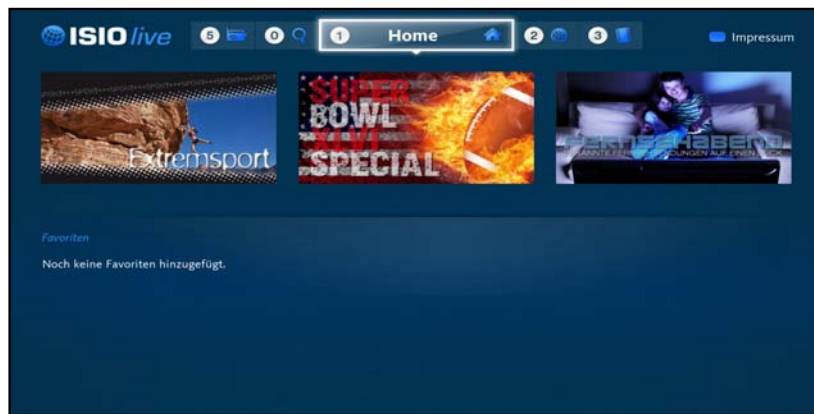 ISIO live
5
0
1 Home
2
3
Impressum
Extremsport
SUPER
BOWL
XLVI
SPECIAL
FERNSEHABEND
Favoriten
Noch keine Favoriten hinzugefügt.